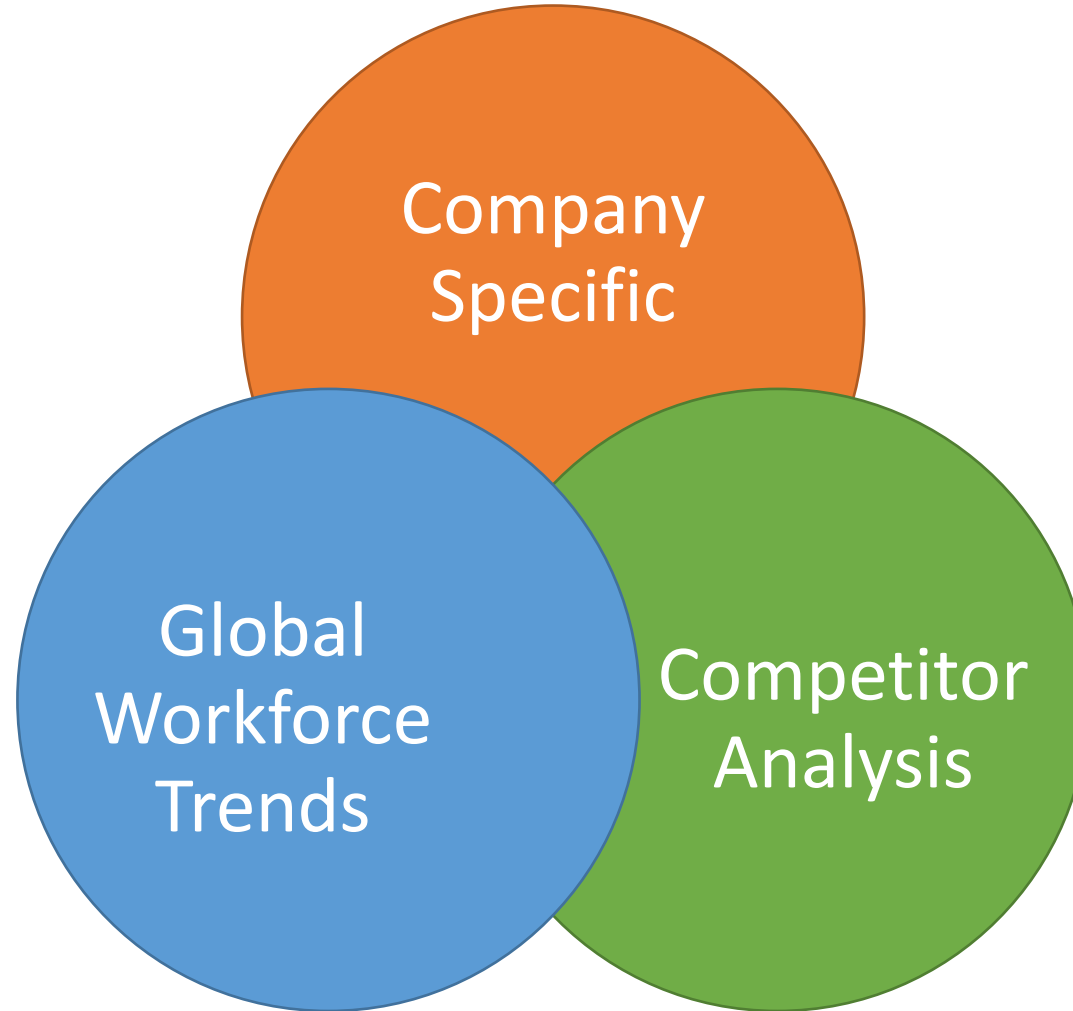 Company
Specific
Global
Workforce
Trends
Competitor
Analysis